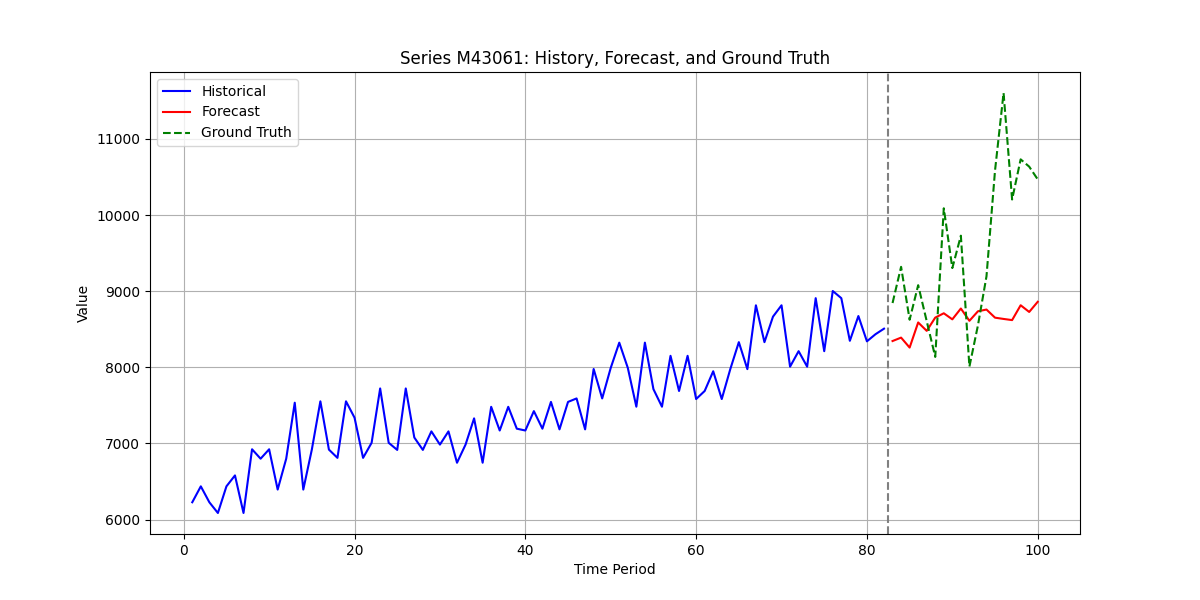 Series M43061: History, Forecast, and Ground Truth
Historical
Forecast
Ground Truth
11000
10000
9000
8000
7000
6000
Value
0 20 40 60 80 100
Time Period